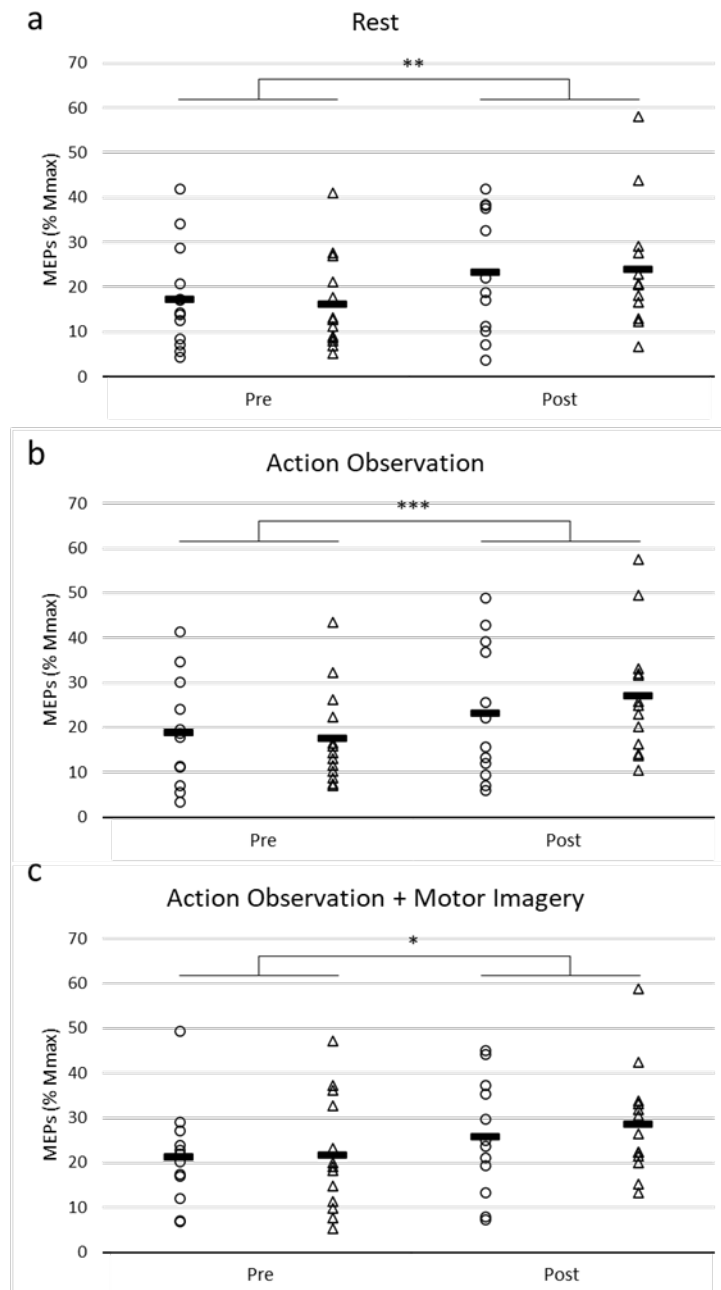 a
Rest
70
60
50
40
30
20
10
0
MEPs (% Mmax)
**
Pre Post
b
Action Observation
70
60
50
40
30
20
10
0
MEPs (% Mmax)
***
Pre Post
c
Action Observation + Motor Imagery
70
60
50
40
30
20
10
0
MEPs (% Mmax)
*
Pre Post